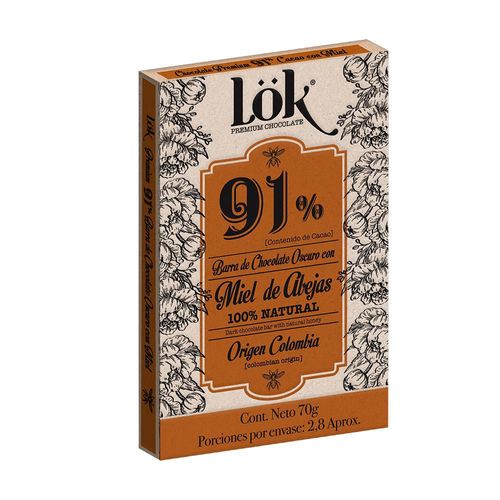 Chocolate Premium 91% Cacao con Miel
lök®
PREMIUM CHOCOLATE
91%
[Contenido de Cacao]
Barra de Chocolate Oscuro con
Miel de Abejas
100% NATURAL
Dark chocolate bar with natural honey
Origen Colombia
[colombian origin]
Cont. Neto 70g
Porciones por envase: 2,8 Aprox.
lök Premium 91% Barra de Chocolate Oscuro con Miel